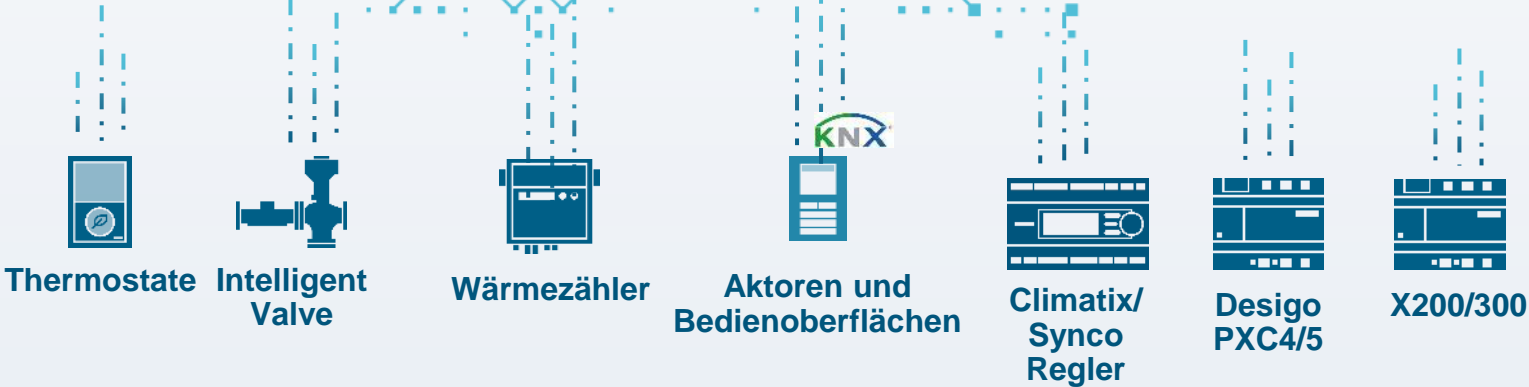 KNX
Thermostate
Intelligent
Valve
Wärmezähler
Aktoren und
Bedienoberflächen
Climatix/
Synco
Regler
Desigo
PXC4/5
X200/300